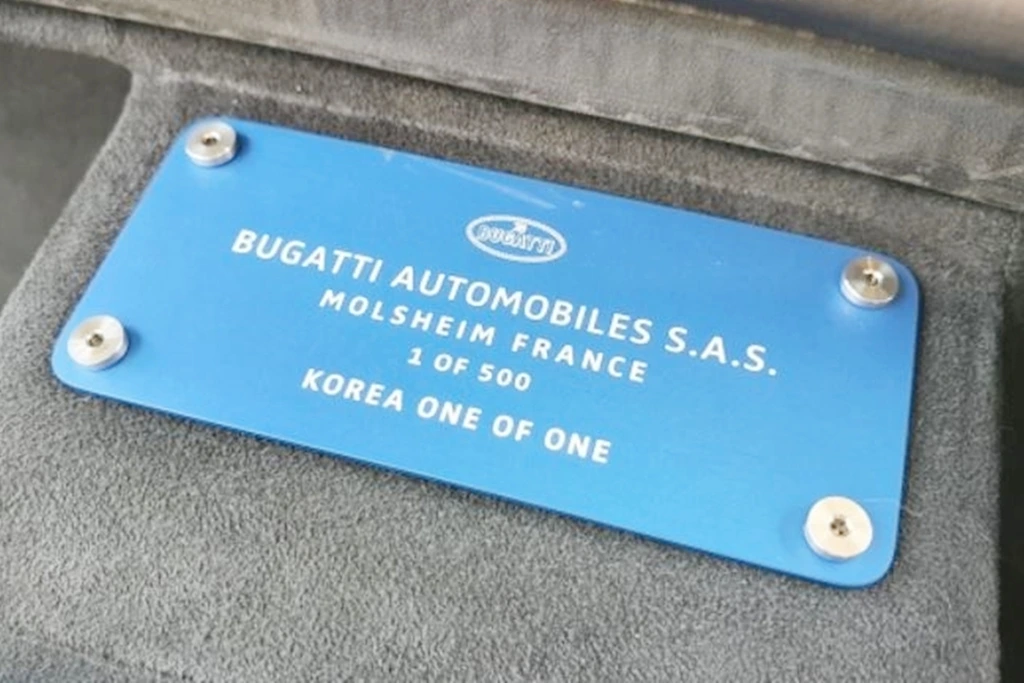 BUGATTI
BUGATTI AUTOMOBILES S.A.S.
MOLSHEIM FRANCE
1 OF 500
KOREA ONE OF ONE